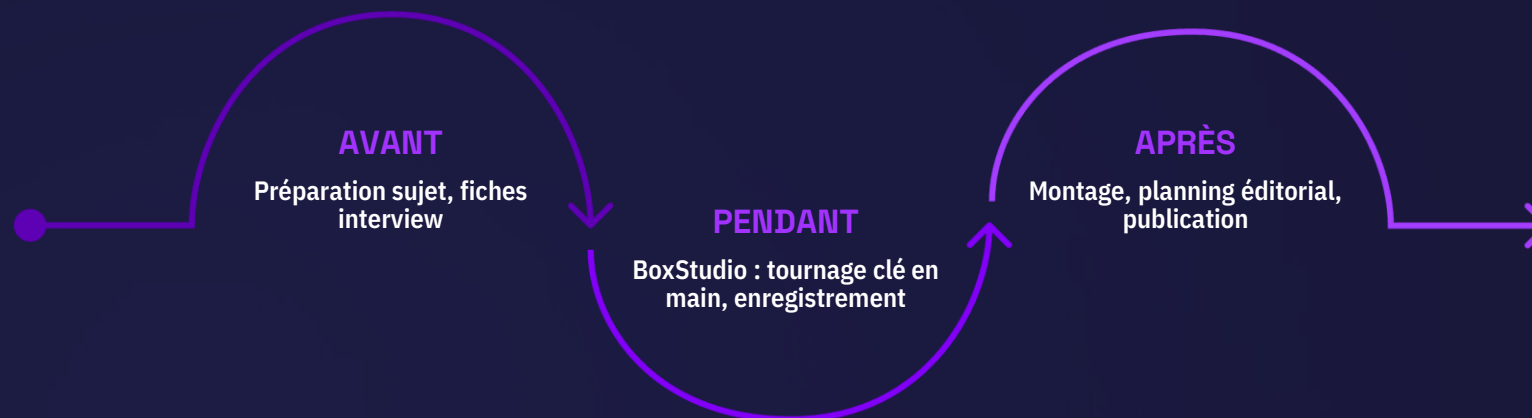 AVANT
Préparation sujet, fiches
interview
PENDANT
BoxStudio : tournage clé en
main, enregistrement
APRÈS
Montage, planning éditorial,
publication